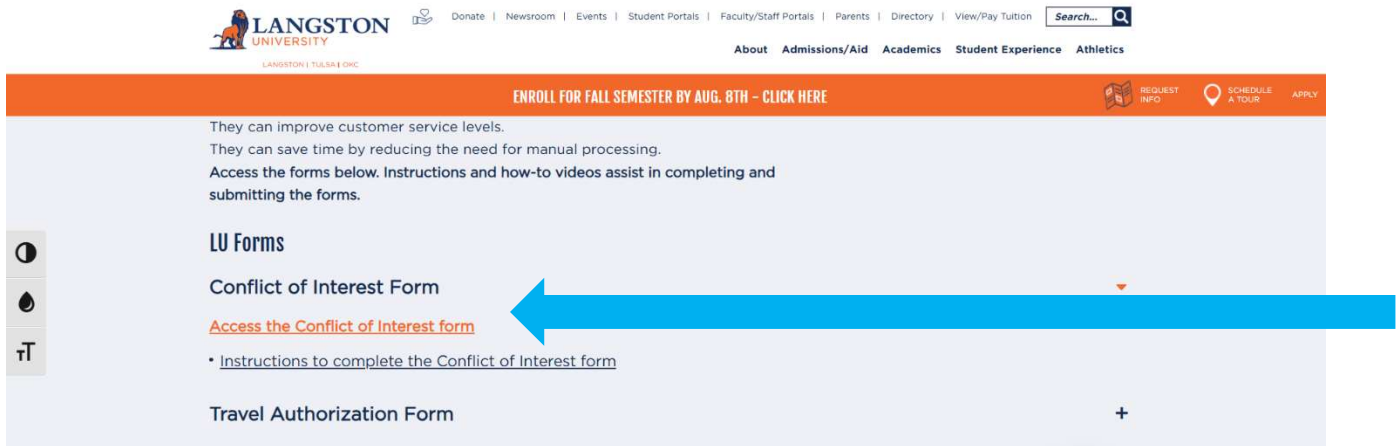 LANGSTON
UNIVERSITY
LANGSTON | TULSA | OKC
Donate | Newsroom | Events | Student Portals | Faculty/Staff Portals | Parents | Directory | View/Pay Tuition
Search...
About Admissions/Aid Academics Student Experience Athletics
ENROLL FOR FALL SEMESTER BY AUG. 8TH - CLICK HERE
REQUEST
INFO
SCHEDULE
A TOUR
APPLY
They can improve customer service levels.
They can save time by reducing the need for manual processing.
Access the forms below. Instructions and how-to videos assist in completing and
submitting the forms.
LU Forms
Conflict of Interest Form
Access the Conflict of Interest form
• Instructions to complete the Conflict of Interest form
Travel Authorization Form +
TT